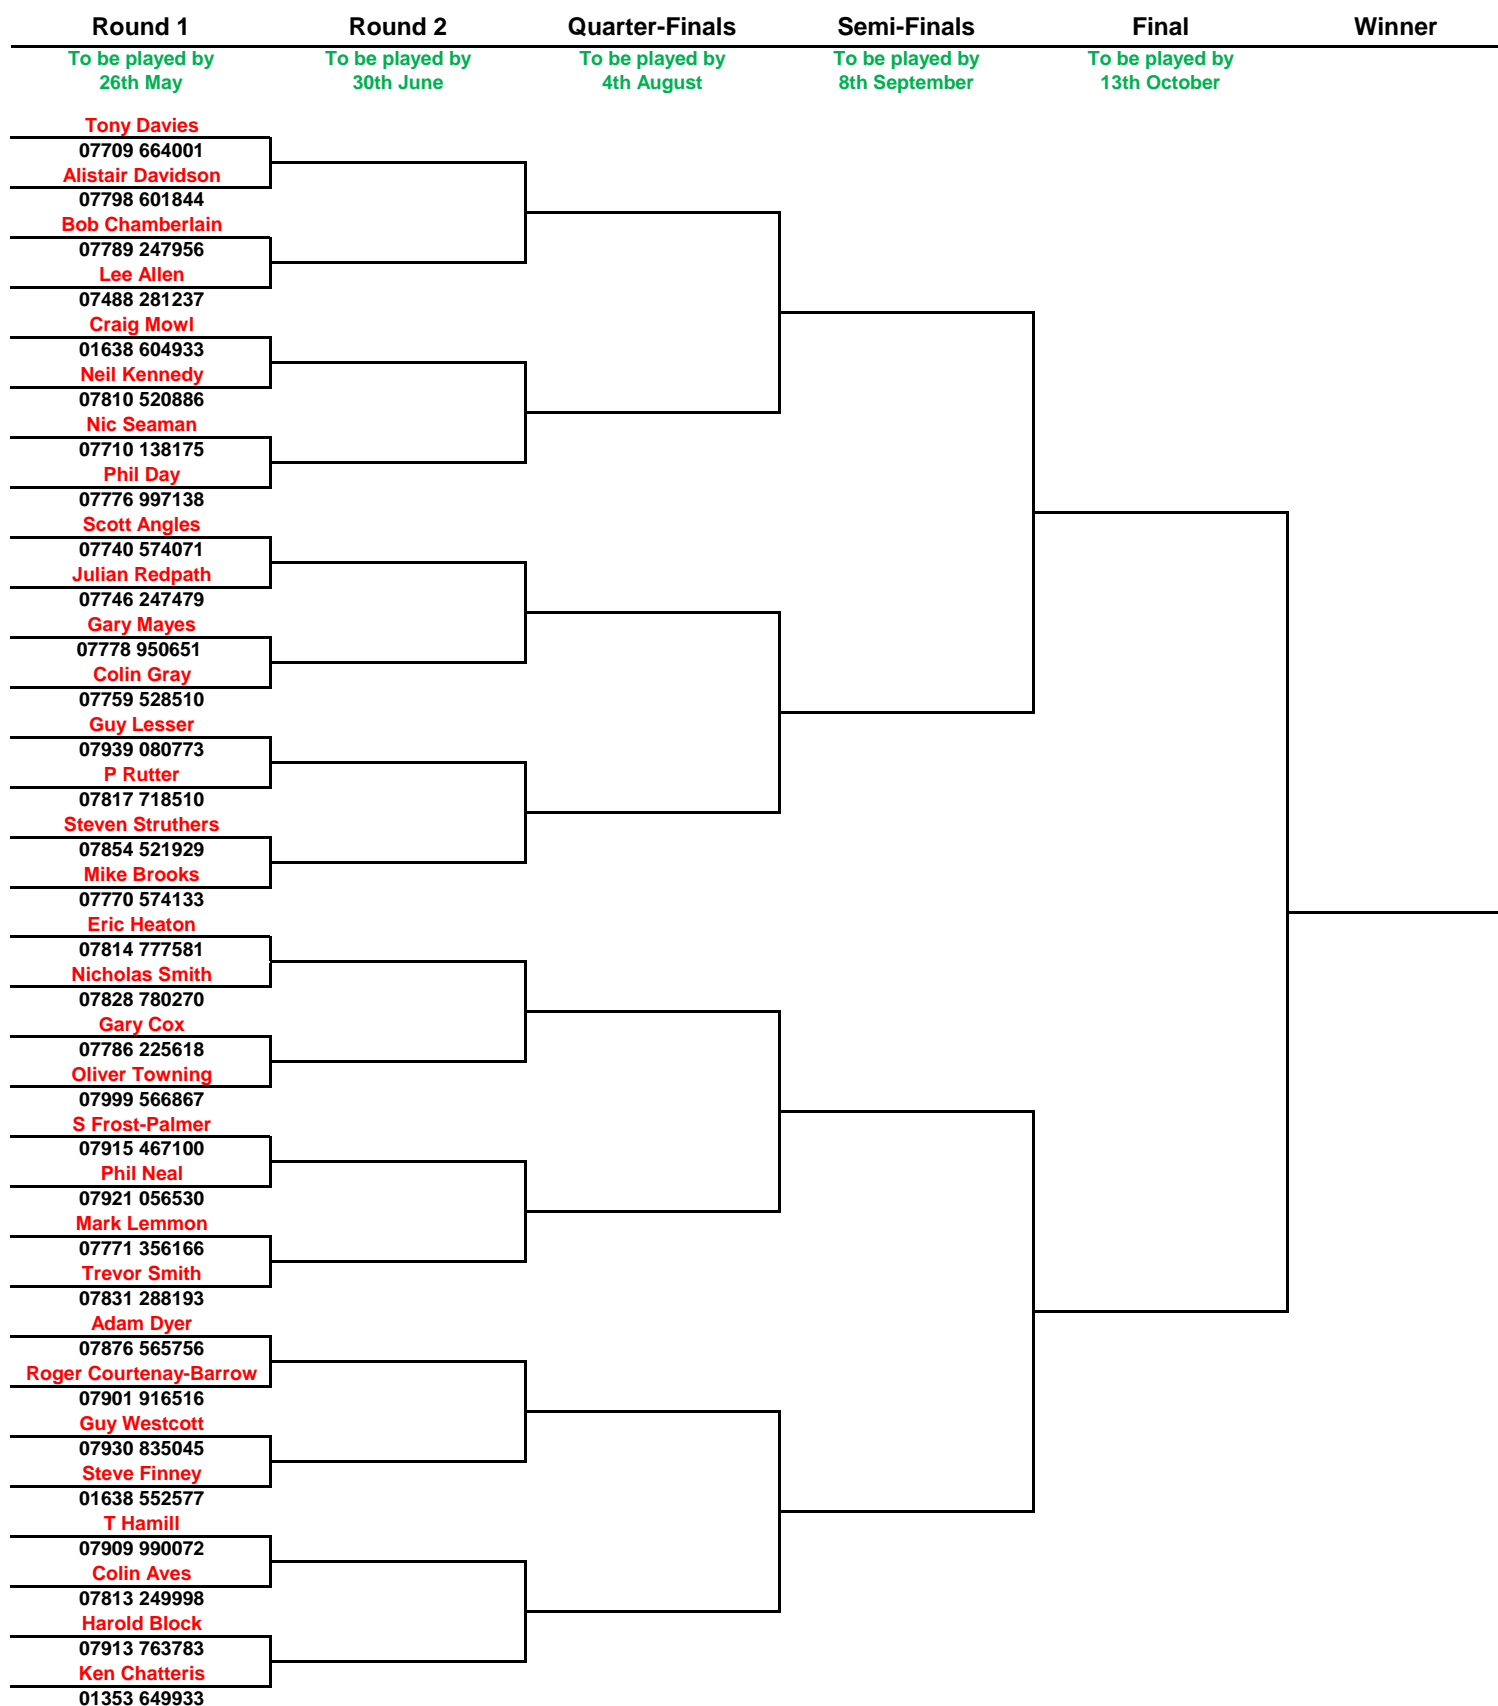 Round 1 Round 2 Quarter-Finals Semi-Finals Final Winner
To be played by To be played by To be played by To be played by To be played by
26th May 30th June 4th August 8th September 13th October
Tony Davies
07709 664001
Alistair Davidson
07798 601844
Bob Chamberlain
07789 247956
Lee Allen
07488 281237
Craig Mowl
01638 604933
Neil Kennedy
07810 520886
Nic Seaman
07710 138175
Phil Day
07776 997138
Scott Angles
07740 574071
Julian Redpath
07746 247479
Gary Mayes
07778 950651
Colin Gray
07759 528510
Guy Lesser
07939 080773
P Rutter
07817 718510
Steven Struthers
07854 521929
Mike Brooks
07770 574133
Eric Heaton
07814 777581
Nicholas Smith
07828 780270
Gary Cox
07786 225618
Oliver Towning
07999 566867
S Frost-Palmer
07915 467100
Phil Neal
07921 056530
Mark Lemmon
07771 356166
Trevor Smith
07831 288193
Adam Dyer
07876 565756
Roger Courtenay-Barrow
07901 916516
Guy Westcott
07930 835045
Steve Finney
01638 552577
T Hamill
07909 990072
Colin Aves
07813 249998
Harold Block
07913 763783
Ken Chatteris
01353 649933